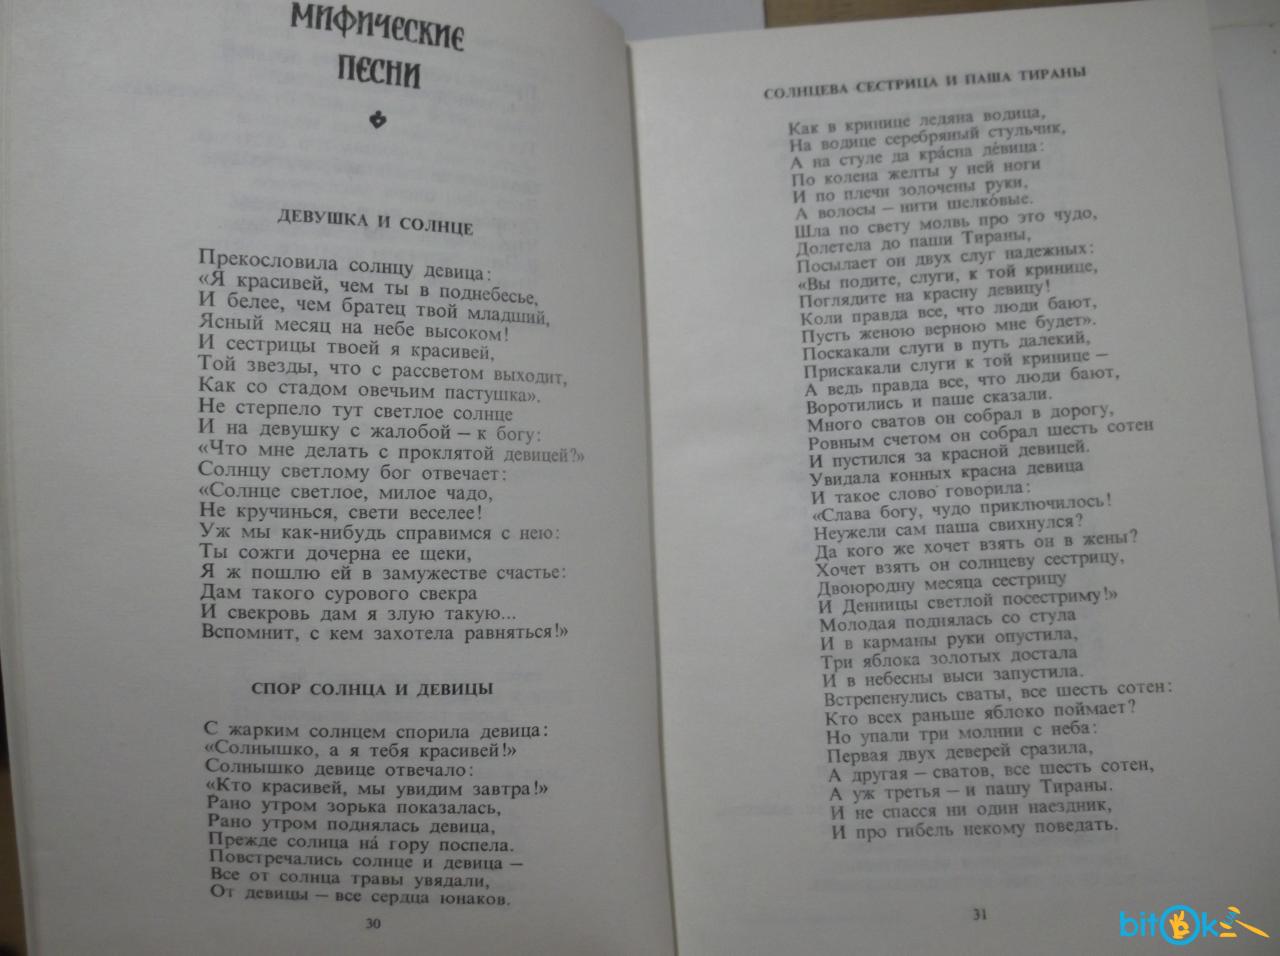 МИФИЧЕСКИЕ
ПЕСНИ
ДЕВУШКА И СОЛНЦЕ
Прекословила солнцу девица:
«Я красивей, чем ты в поднебесье,
И белее, чем братец твой младший,
Ясный месяц на небе высоком!
И сестрицы твоей я красивей,
Той звезды, что с рассветом выходит,
Как со стадом овечьим пастушка».
Не стерпело тут светлое солнце
И на девушку с жалобой — к богу:
«Что мне делать с проклятой девицей?»
Солнцу светлому бог отвечает:
«Солнце светлое, милое чадо,
Не кручинься, свети веселее!
Уж мы как-нибудь справимся с нею:
Ты сожги дочерна ее щеки,
Я ж пошлю ей в замужестве счастье:
Дам такого сурового свекра
И свекровь дам я злую такую...
Вспомнит, с кем захотела равняться!»
СПОР СОЛНЦА И ДЕВИЦЫ
С жарким солнцем спорила девица:
«Солнышко, а я тебя красивей!»
Солнышко девице отвечало:
«Кто красивей, мы увидим завтра!»
Рано утром зорька показалась,
Рано утром поднялась девица,
Прежде солнца на́ гору поспела.
Повстречались солнце и девица —
Все от солнца травы увядали,
От девицы — все сердца юнаков.
30
СОЛНЦЕВА СЕСТРИЦА И ПАША ТИРАНЫ
Как в кринице ледяна водица,
На водице серебряный стульчик,
А на стуле да кра́сна де́вица:
По колена желты у ней ноги
И по плечи золочены руки,
А волосы — нити шелко́вые.
Шла по свету молвь про это чудо,
Долетела до паши Тираны,
Посылает он двух слуг надежных:
«Вы подите, слуги, к той кринице,
Поглядите на красну девицу!
Коли правда все, что люди бают,
Пусть женою верною мне будет».
Поскакали слуги в путь далекий,
Прискакали слуги к той кринице —
А ведь правда все, что люди бают,
Воротились и паше сказали.
Много сватов он собрал в дорогу,
Ровным счетом он собрал шесть сотен
И пустился за красной девицей.
Увидала конных красна девица
И такое слово говорила:
«Слава богу, чудо приключилось!
Неужели сам паша свихнулся?
Да кого же хочет взять он в жены?
Хочет взять он солнцеву сестрицу,
Двоюродну месяца сестрицу
И Денницы светлой посестриму!»
Молодая поднялась со стула
И в карманы руки опустила,
Три яблока золотых достала
И в небесны выси запустила.
Встрепенулись сваты, все шесть сотен:
Кто всех раньше яблоко поймает?
Но упали три молнии с неба:
Первая двух деверей сразила,
А другая — сватов, все шесть сотен,
А уж третья — и пашу Тираны.
И не спасся ни один наездник,
И про гибель некому поведать.
31
bitOk